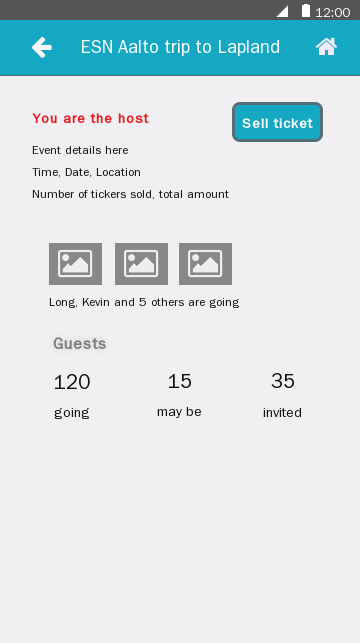 12:00
ESN Aalto trip to Lapland
You are the host
Sell ticket
Event details here
Time, Date, Location
Number of tickers sold, total amount
Long, Kevin and 5 others are going
Guests
120 15 35
going may be invited